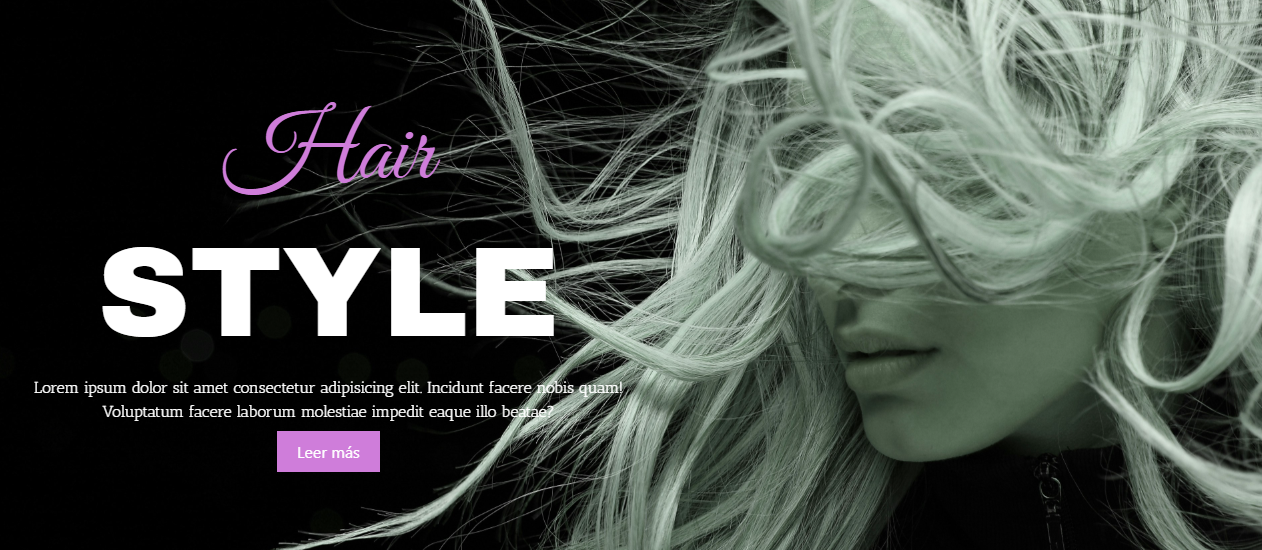 Hair
STYLE
Lorem ipsum dolor sit amet consectetur adipisicing elit. Incidunt facere nobis quam!
Voluptatum facere laborum molestiae impedit eaque illo beatae?
Leer más